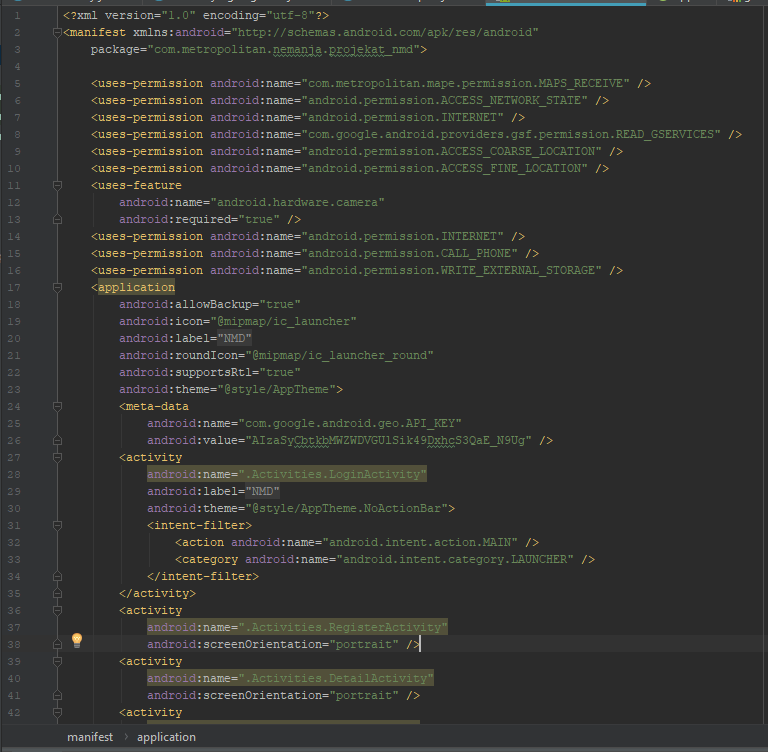 1 <?xml version="1.0" encoding="utf-8"?>
2 <manifest xmlns:android="http://schemas.android.com/apk/res/android"
3 package="com.metropolitan.nemanja.projekat_nmd">
4
5 <uses-permission android:name="com.metropolitan.mape.permission.MAPS_RECEIVE" />
6 <uses-permission android:name="android.permission.ACCESS_NETWORK_STATE" />
7 <uses-permission android:name="android.permission.INTERNET" />
8 <uses-permission android:name="com.google.android.providers.gsf.permission.READ_GSERVICES" />
9 <uses-permission android:name="android.permission.ACCESS_COARSE_LOCATION" />
10 <uses-permission android:name="android.permission.ACCESS_FINE_LOCATION" />
11 <uses-feature
12 android:name="android.hardware.camera"
13 android:required="true" />
14 <uses-permission android:name="android.permission.INTERNET" />
15 <uses-permission android:name="android.permission.CALL_PHONE" />
16 <uses-permission android:name="android.permission.WRITE_EXTERNAL_STORAGE" />
17 <application
18 android:allowBackup="true"
19 android:icon="@mipmap/ic_launcher"
20 android:label="NMD"
21 android:roundIcon="@mipmap/ic_launcher_round"
22 android:supportsRtl="true"
23 android:theme="@style/AppTheme">
24 <meta-data
25 android:name="com.google.android.geo.API_KEY"
26 android:value="AIzaSyCbtkbMWZWDVGUlSik49DxhcS3QaE_N9Ug" />
27 <activity
28 android:name=".Activities.LoginActivity"
29 android:label="NMD"
30 android:theme="@style/AppTheme.NoActionBar">
31 <intent-filter>
32 <action android:name="android.intent.action.MAIN" />
33 <category android:name="android.intent.category.LAUNCHER" />
34 </intent-filter>
35 </activity>
36 <activity
37 android:name=".Activities.RegisterActivity"
38 android:screenOrientation="portrait" />
39 <activity
40 android:name=".Activities.DetailActivity"
41 android:screenOrientation="portrait" />
42 <activity
manifest › application